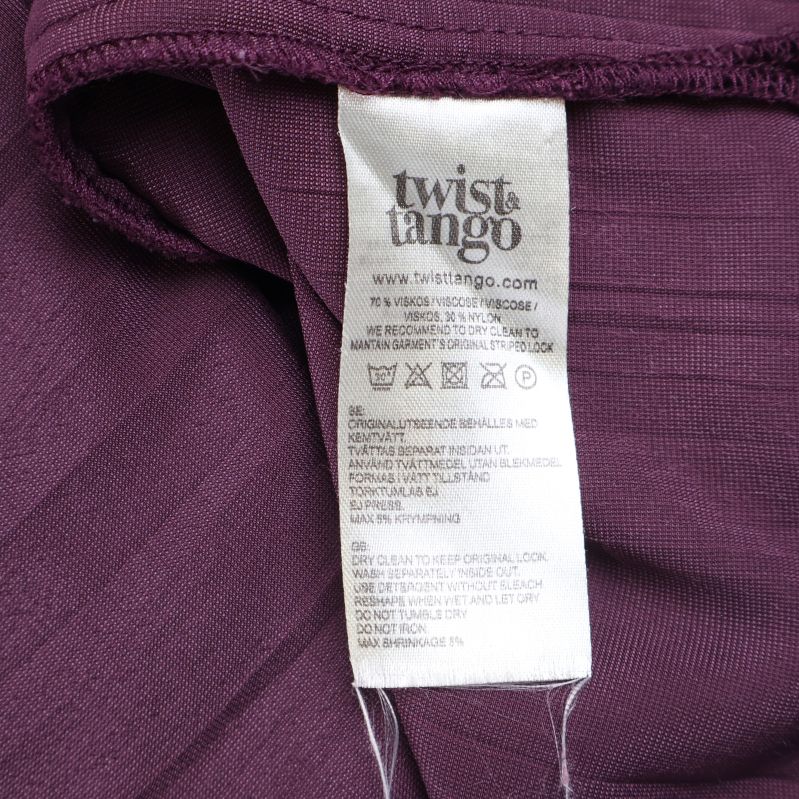 twist&
tango
www.twisttango.com
70 % VISKOS / VISCOSE / VISCOSE /
VISKOS, 30 % NYLON
WE RECOMMEND TO DRY CLEAN TO
MANTAIN GARMENT'S ORIGINAL STRIPED LOOK
30° P
SE:
ORIGINALUTSEENDE BEHÅLLES MED
KEMTVÄTT.
TVÄTTAS SEPARAT INSIDAN UT.
ANVÄND TVÄTTMEDEL UTAN BLEKMEDEL
FORMAS I VÅTT TILLSTÅND
TORKTUMLAS EJ
EJ PRESS.
MAX 5% KRYMPNING
GB:
DRY CLEAN TO KEEP ORIGINAL LOOK.
WASH SEPARATELY INSIDE OUT.
USE DETERGENT WITHOUT BLEACH.
RESHAPE WHEN WET AND LET DRY
DO NOT TUMBLE DRY
DO NOT IRON.
MAX SHRINKAGE 5%